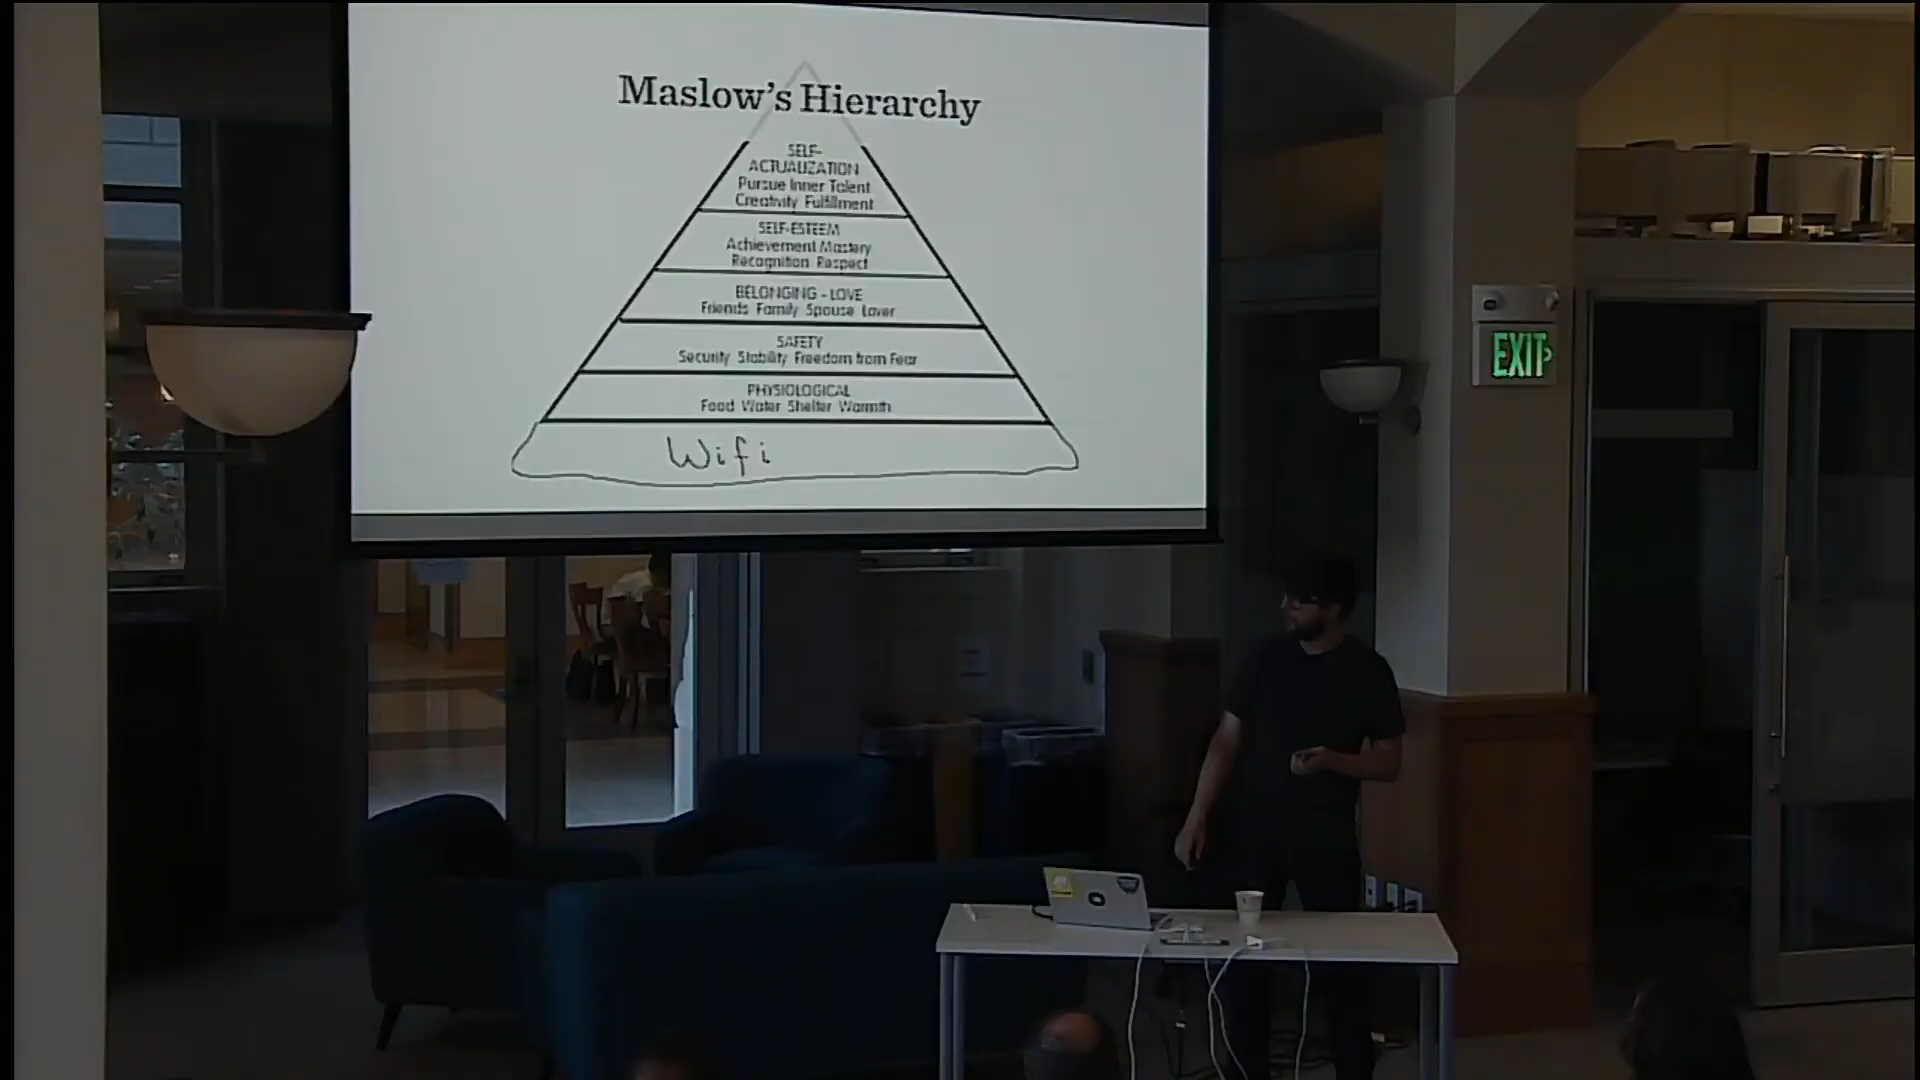 Maslow's Hierarchy
SELF-
ACTUALIZATION
Pursue Inner Talent
Creativity Fulfillment
SELF-ESTEEM
Achievement Mastery
Recognition Respect
BELONGING - LOVE
Friends Family Spouse Lover
SAFETY
Security Stability Freedom from Fear
PHYSIOLOGICAL
Food Water Shelter Warmth
Wifi
EXIT